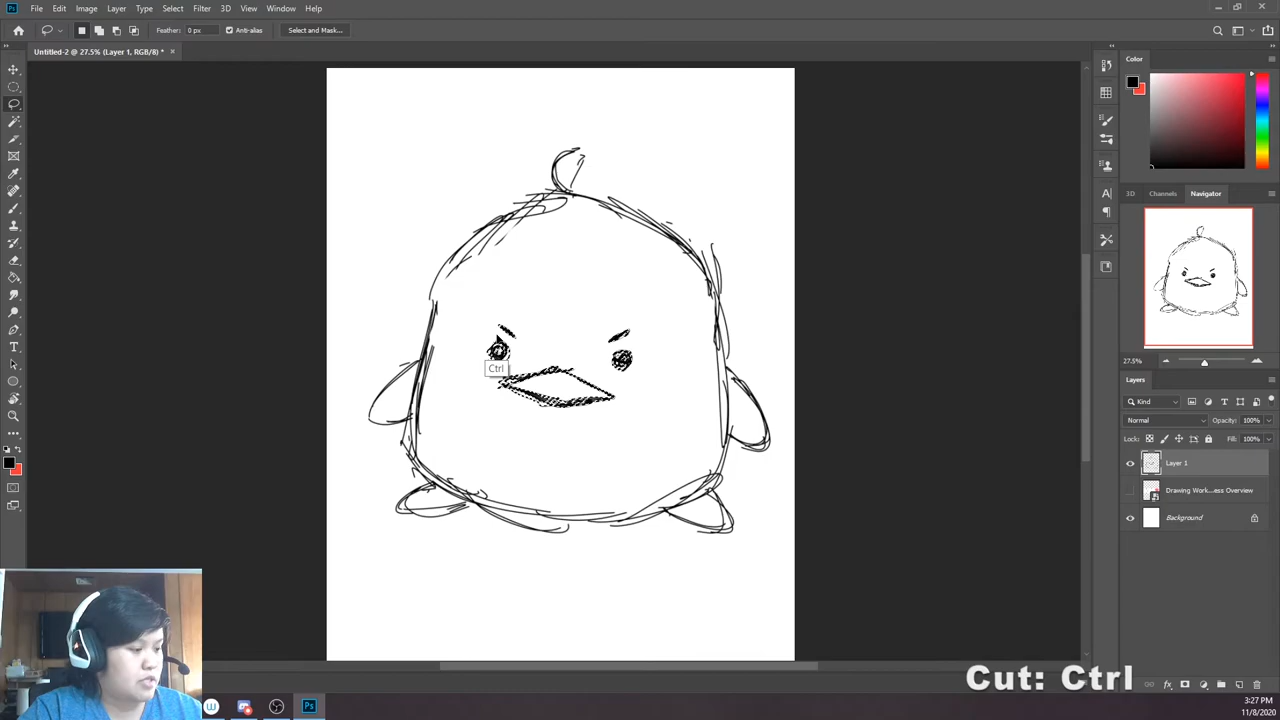 Ps File Edit Image Layer Type Select Filter 3D View Window Help
Feather: 0 px Anti-alias Select and Mask...
Untitled-2 @ 27.5% (Layer 1, RGB/8) *
Color
3D Channels Navigator
Ctrl
27.5%
Layers
Kind
Normal Opacity: 100%
Lock: Fill: 100%
Layer 1
Drawing Work...ess Overview
Background
Cut: Ctrl
Ps
3:27 PM
11/8/2020